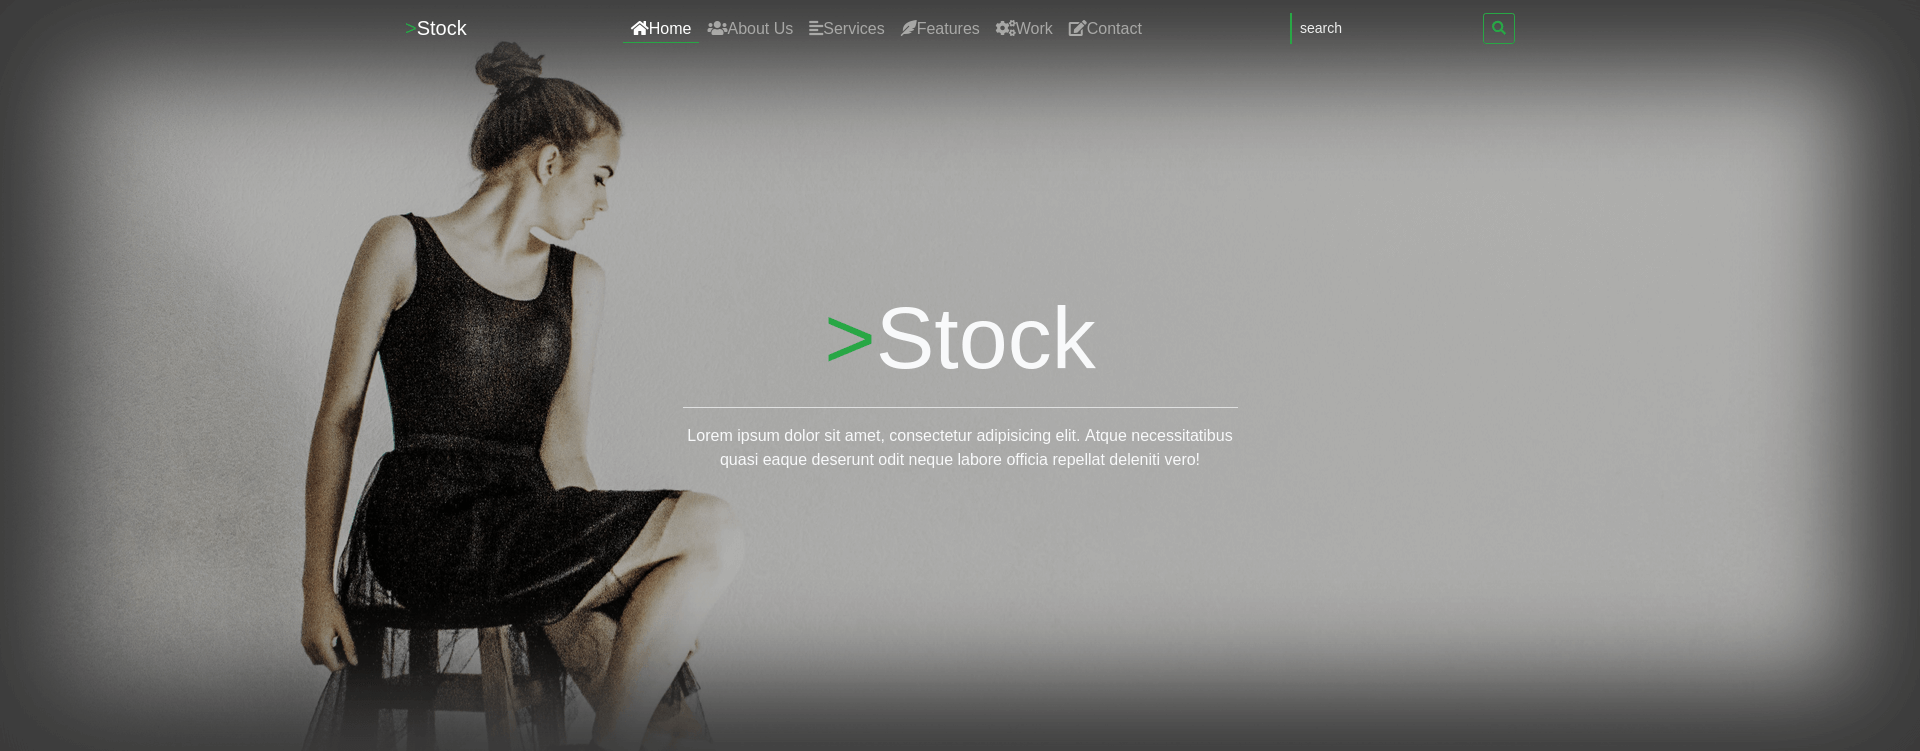 >Stock
Home About Us Services Features Work Contact
search
>Stock
Lorem ipsum dolor sit amet, consectetur adipisicing elit. Atque necessitatibus
quasi eaque deserunt odit neque labore officia repellat deleniti vero!